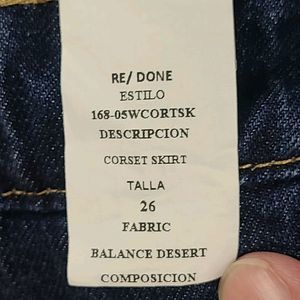 RE/ DONE
ESTILO
168-05WCORTSK
DESCRIPCION
CORSET SKIRT
TALLA
26
FABRIC
BALANCE DESERT
COMPOSICION